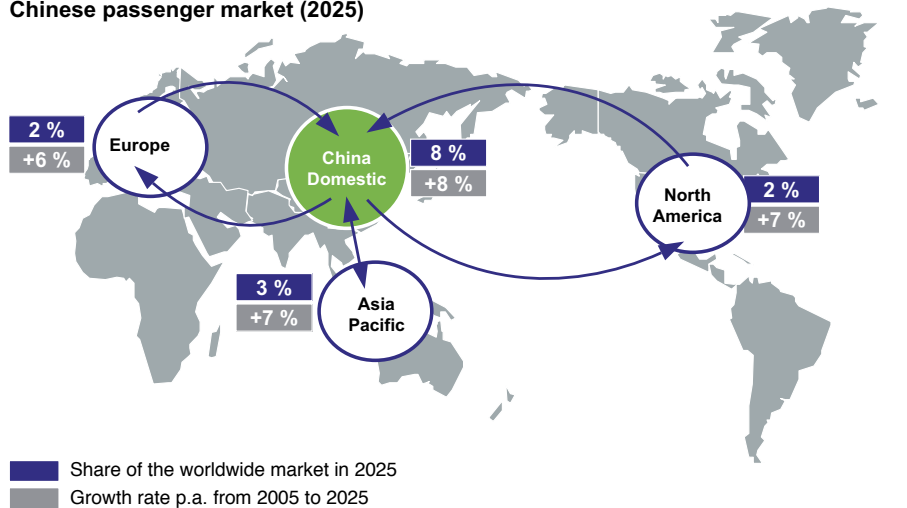 Chinese passenger market (2025)
2 %
+6 %
Europe
China
Domestic
8 %
+8 %
North
America
2 %
+7 %
3 %
+7 %
Asia
Pacific
Share of the worldwide market in 2025
Growth rate p.a. from 2005 to 2025